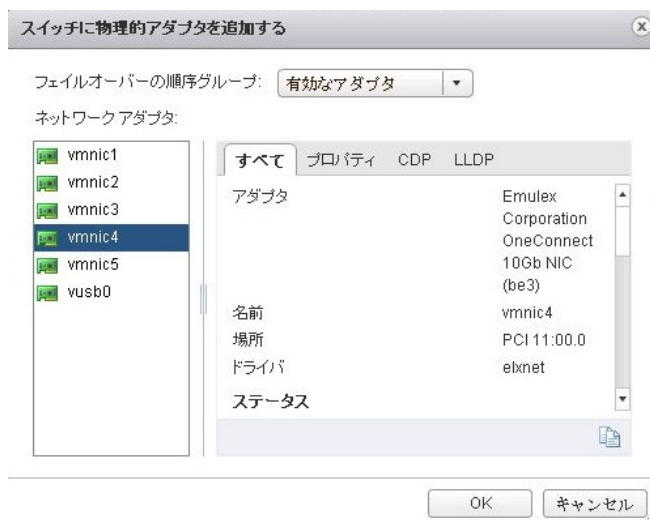 スイッチに物理的アダプタを追加する
フェイルオーバーの順序グループ: 有効なアダプタ
ネットワーク アダプタ:
vmnic1
vmnic2
vmnic3
vmnic4
vmnic5
vusb0
すべて プロパティ CDP LLDP
アダプタ Emulex
Corporation
OneConnect
10Gb NIC
(be3)
名前 vmnic4
場所 PCI 11:00.0
ドライバ elxnet
ステータス
OK キャンセル